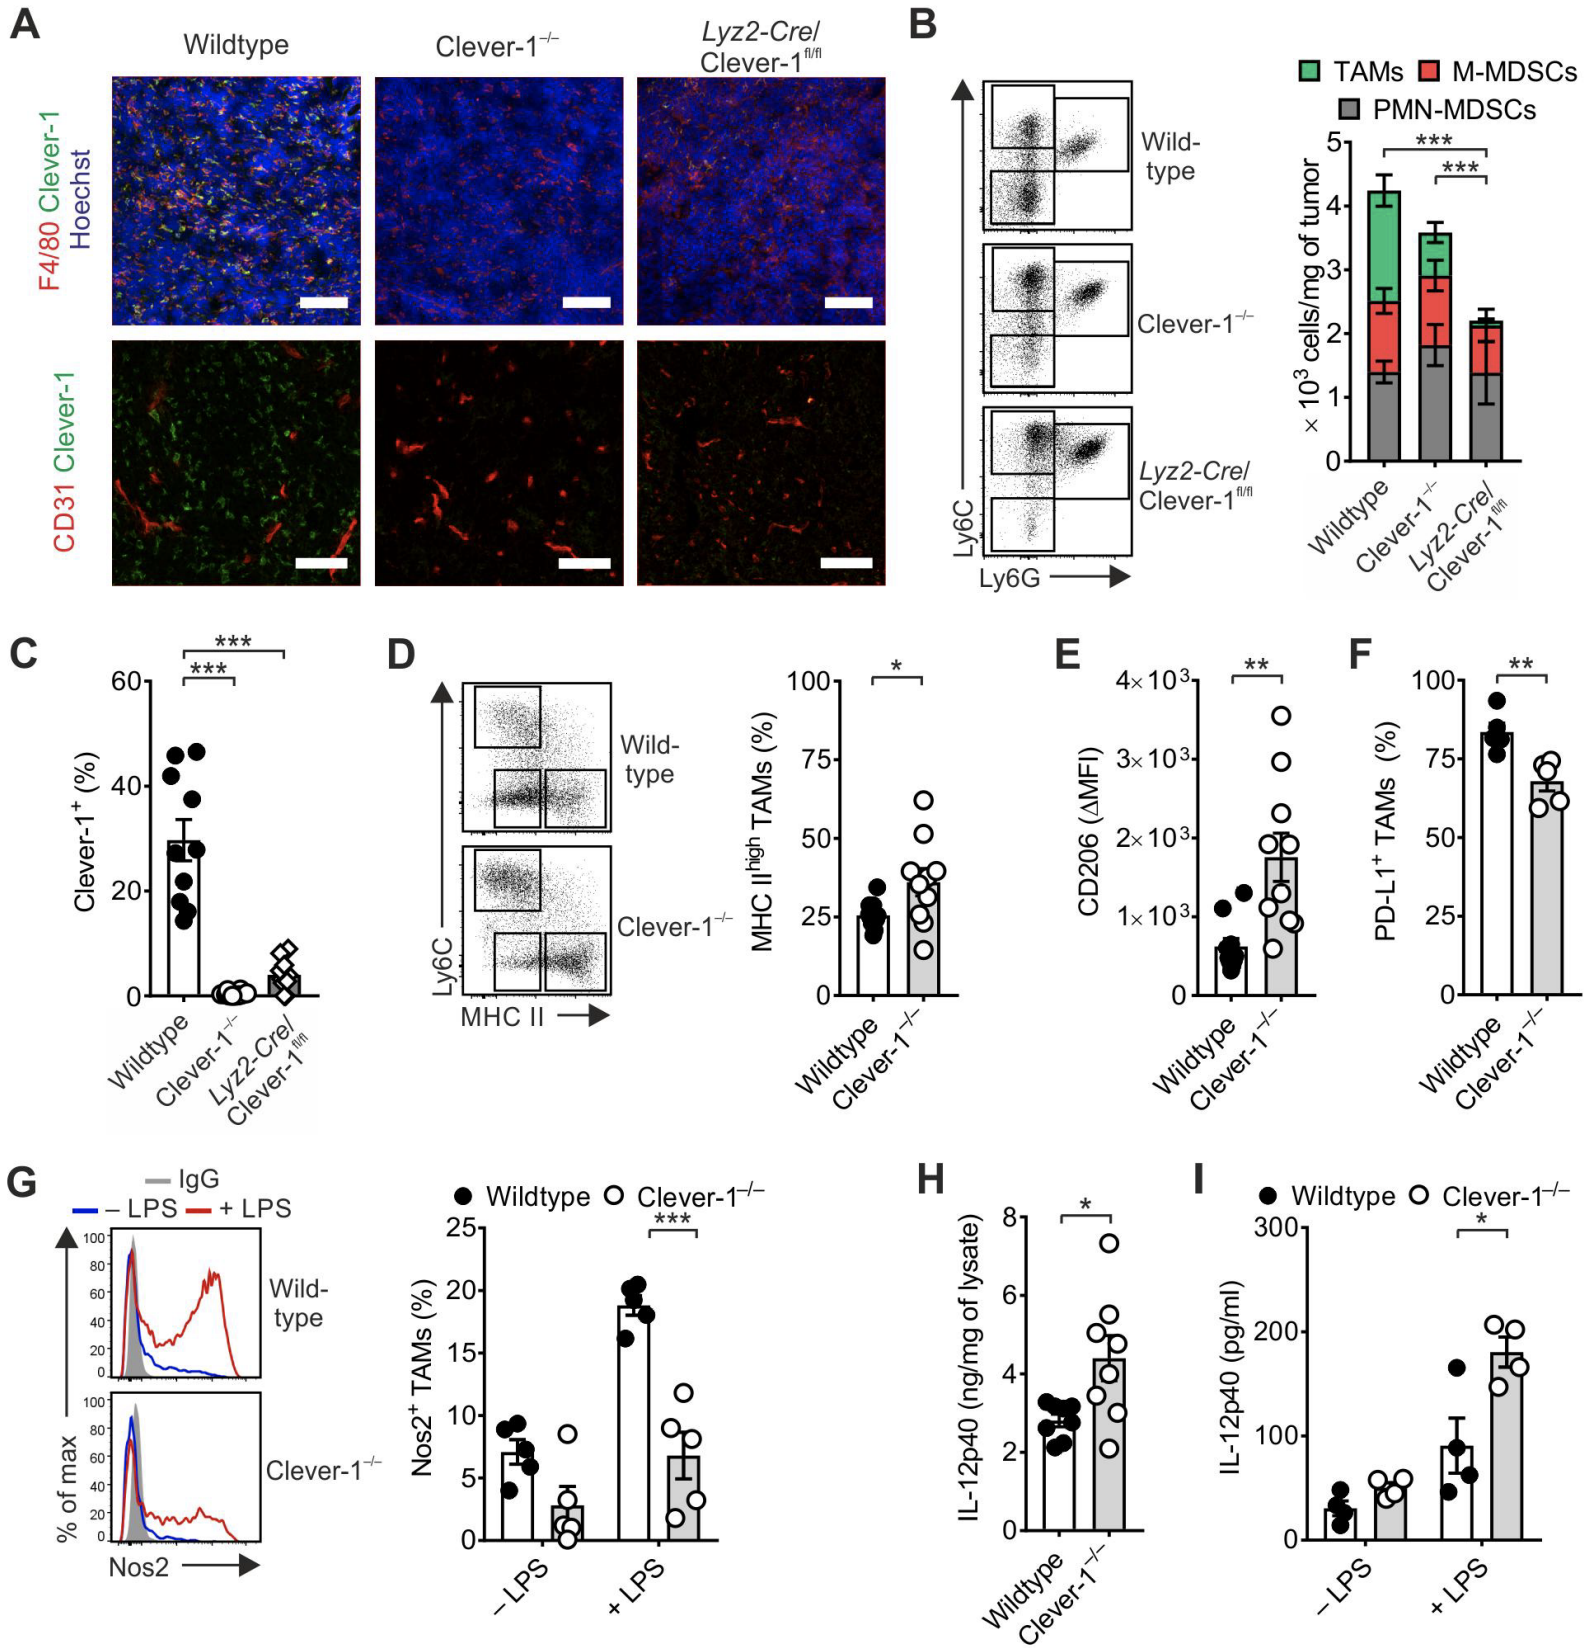 A
Wildtype
Clever-1–/–
Lyz2-Cre/
Clever-1fl/fl
F4/80 Clever-1
Hoechst
CD31 Clever-1
B
Wild-
type
Clever-1–/–
Lyz2-Cre/
Clever-1fl/fl
Ly6C
Ly6G
TAMs
M-MDSCs
PMN-MDSCs
***
***
× 10³ cells/mg of tumor
5
4
3
2
1
0
Wildtype
Clever-1–/–
Lyz2-Cre/
Clever-1fl/fl
C
***
***
Clever-1+ (%)
60
40
20
0
Wildtype
Clever-1–/–
Lyz2-Cre/
Clever-1fl/fl
D
Wild-
type
Clever-1–/–
Ly6C
MHC II
*
MHC IIhigh TAMs (%)
100
75
50
25
0
Wildtype
Clever-1–/–
E
**
CD206 (ΔMFI)
4×10³
3×10³
2×10³
1×10³
0
Wildtype
Clever-1–/–
F
**
PD-L1+ TAMs (%)
100
75
50
25
0
Wildtype
Clever-1–/–
G
IgG
– LPS
+ LPS
100
80
60
40
20
0
Wild-
type
100
80
60
40
20
0
Clever-1–/–
% of max
Nos2
Wildtype
Clever-1–/–
***
Nos2+ TAMs (%)
25
20
15
10
5
0
– LPS
+ LPS
H
*
IL-12p40 (ng/mg of lysate)
8
6
4
2
0
Wildtype
Clever-1–/–
I
Wildtype
Clever-1–/–
*
IL-12p40 (pg/ml)
300
200
100
0
– LPS
+ LPS